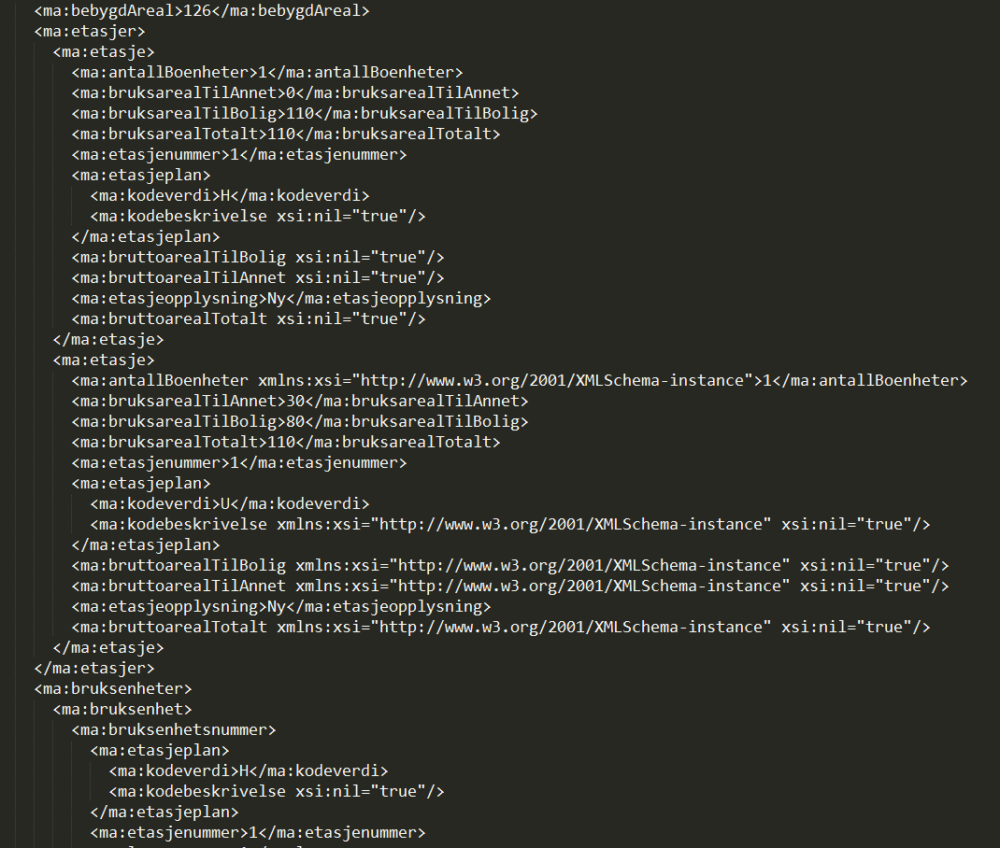 <ma:bebygdAreal>126</ma:bebygdAreal>
<ma:etasjer>
<ma:etasje>
<ma:antallBoenheter>1</ma:antallBoenheter>
<ma:bruksarealTilAnnet>0</ma:bruksarealTilAnnet>
<ma:bruksarealTilBolig>110</ma:bruksarealTilBolig>
<ma:bruksarealTotalt>110</ma:bruksarealTotalt>
<ma:etasjenummer>1</ma:etasjenummer>
<ma:etasjeplan>
<ma:kodeverdi>H</ma:kodeverdi>
<ma:kodebeskrivelse xsi:nil="true"/>
</ma:etasjeplan>
<ma:bruttoarealTilBolig xsi:nil="true"/>
<ma:bruttoarealTilAnnet xsi:nil="true"/>
<ma:etasjeopplysning>Ny</ma:etasjeopplysning>
<ma:bruttoarealTotalt xsi:nil="true"/>
</ma:etasje>
<ma:etasje>
<ma:antallBoenheter xmlns:xsi="http://www.w3.org/2001/XMLSchema-instance">1</ma:antallBoenheter>
<ma:bruksarealTilAnnet>30</ma:bruksarealTilAnnet>
<ma:bruksarealTilBolig>80</ma:bruksarealTilBolig>
<ma:bruksarealTotalt>110</ma:bruksarealTotalt>
<ma:etasjenummer>1</ma:etasjenummer>
<ma:etasjeplan>
<ma:kodeverdi>U</ma:kodeverdi>
<ma:kodebeskrivelse xmlns:xsi="http://www.w3.org/2001/XMLSchema-instance" xsi:nil="true"/>
</ma:etasjeplan>
<ma:bruttoarealTilBolig xmlns:xsi="http://www.w3.org/2001/XMLSchema-instance" xsi:nil="true"/>
<ma:bruttoarealTilAnnet xmlns:xsi="http://www.w3.org/2001/XMLSchema-instance" xsi:nil="true"/>
<ma:etasjeopplysning>Ny</ma:etasjeopplysning>
<ma:bruttoarealTotalt xmlns:xsi="http://www.w3.org/2001/XMLSchema-instance" xsi:nil="true"/>
</ma:etasje>
</ma:etasjer>
<ma:bruksenheter>
<ma:bruksenhet>
<ma:bruksenhetsnummer>
<ma:etasjeplan>
<ma:kodeverdi>H</ma:kodeverdi>
<ma:kodebeskrivelse xsi:nil="true"/>
</ma:etasjeplan>
<ma:etasjenummer>1</ma:etasjenummer>